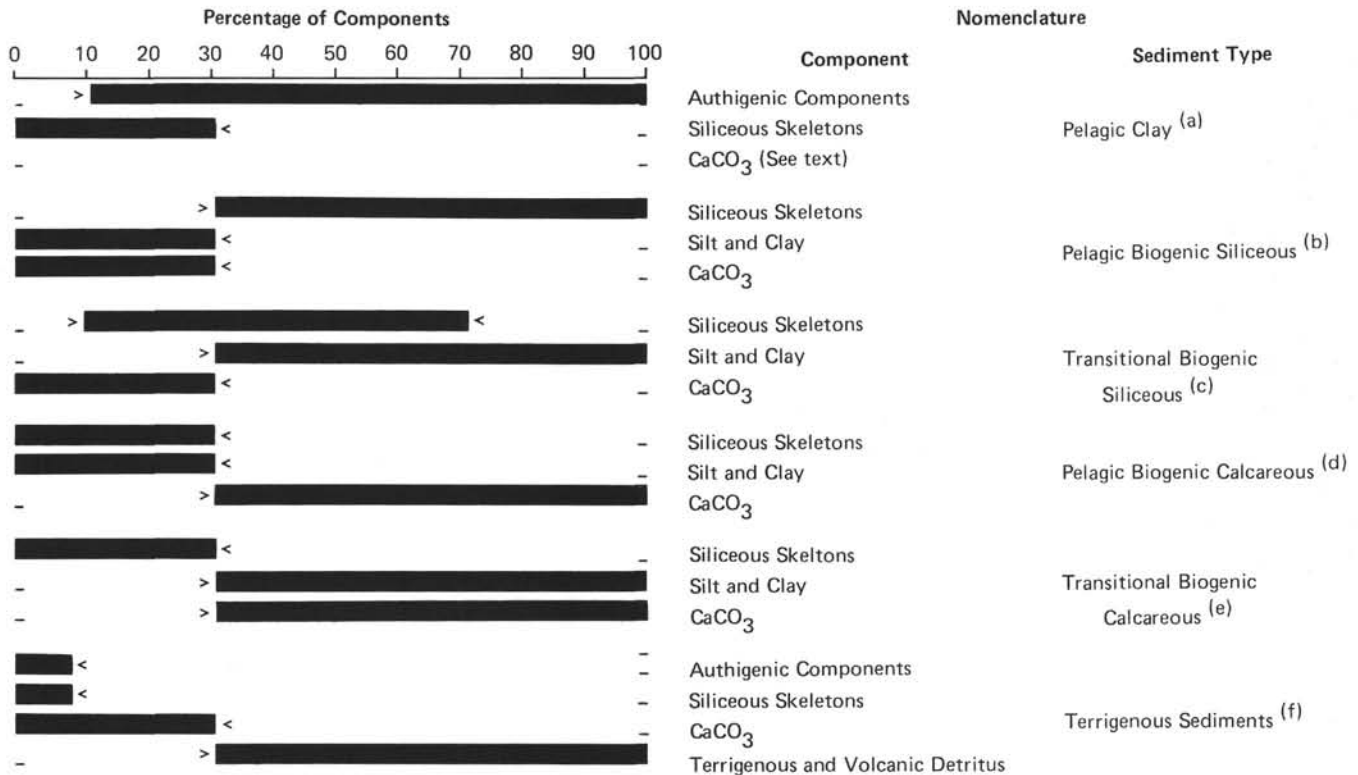 Percentage of Components Nomenclature
0 10 20 30 40 50 60 70 80 90 100
Component Sediment Type
> Authigenic Components
< Siliceous Skeletons Pelagic Clay (a)
CaCO3 (See text)
> Siliceous Skeletons
< Silt and Clay Pelagic Biogenic Siliceous (b)
< CaCO3
> < Siliceous Skeletons
> Silt and Clay Transitional Biogenic
< CaCO3 Siliceous (c)
< Siliceous Skeletons
< Silt and Clay Pelagic Biogenic Calcareous (d)
> CaCO3
< Siliceous Skeltons
> Silt and Clay Transitional Biogenic
> CaCO3 Calcareous (e)
< Authigenic Components
< Siliceous Skeletons
< CaCO3 Terrigenous Sediments (f)
> Terrigenous and Volcanic Detritus